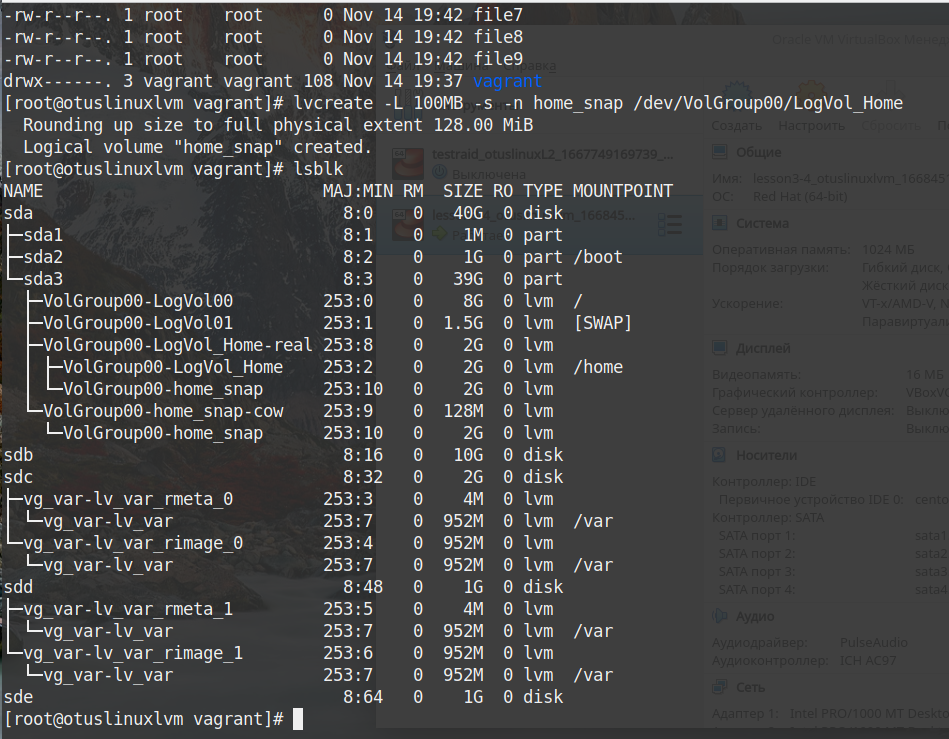 -rw-r--r--. 1 root    root      0 Nov 14 19:42 file7
-rw-r--r--. 1 root    root      0 Nov 14 19:42 file8
-rw-r--r--. 1 root    root      0 Nov 14 19:42 file9
drwx------. 3 vagrant vagrant 108 Nov 14 19:37 vagrant
[root@otuslinuxlvm vagrant]# lvcreate -L 100MB -s -n home_snap /dev/VolGroup00/LogVol_Home
  Rounding up size to full physical extent 128.00 MiB
  Logical volume "home_snap" created.
[root@otuslinuxlvm vagrant]# lsblk
NAME                            MAJ:MIN RM  SIZE RO TYPE MOUNTPOINT
sda                               8:0    0   40G  0 disk
├─sda1                            8:1    0    1M  0 part
├─sda2                            8:2    0    1G  0 part /boot
└─sda3                            8:3    0   39G  0 part
  ├─VolGroup00-LogVol00         253:0    0    8G  0 lvm  /
  ├─VolGroup00-LogVol01         253:1    0  1.5G  0 lvm  [SWAP]
  ├─VolGroup00-LogVol_Home-real 253:8    0    2G  0 lvm
  │ ├─VolGroup00-LogVol_Home    253:2    0    2G  0 lvm  /home
  │ └─VolGroup00-home_snap      253:10   0    2G  0 lvm
  └─VolGroup00-home_snap-cow    253:9    0  128M  0 lvm
    └─VolGroup00-home_snap      253:10   0    2G  0 lvm
sdb                               8:16   0   10G  0 disk
sdc                               8:32   0    2G  0 disk
├─vg_var-lv_var_rmeta_0         253:3    0    4M  0 lvm
│ └─vg_var-lv_var               253:7    0  952M  0 lvm  /var
└─vg_var-lv_var_rimage_0        253:4    0  952M  0 lvm
  └─vg_var-lv_var               253:7    0  952M  0 lvm  /var
sdd                               8:48   0    1G  0 disk
├─vg_var-lv_var_rmeta_1         253:5    0    4M  0 lvm
│ └─vg_var-lv_var               253:7    0  952M  0 lvm  /var
└─vg_var-lv_var_rimage_1        253:6    0  952M  0 lvm
  └─vg_var-lv_var               253:7    0  952M  0 lvm  /var
sde                               8:64   0    1G  0 disk
[root@otuslinuxlvm vagrant]#
Oracle VM VirtualBox
Создать Настроить Сбросить
testraid_otuslinuxL2_1667749169739_...
Выключена
Общие
Имя: lesson3-4_otuslinuxlvm_166845
ОС: Red Hat (64-bit)
Система
Оперативная память: 1024 МБ
Порядок загрузки: Гибкий диск,
Ускорение: VT-x/AMD-V,
Дисплей
Видеопамять: 16 МБ
Графический контроллер:
Сервер удалённого дисплея:
Запись:
Носители
Контроллер: IDE
Первичное устройство IDE 0:
Контроллер: SATA
SATA порт 1: sata1
SATA порт 2: sata2
SATA порт 3: sata3
SATA порт 4: sata4
Аудио
Аудиодрайвер: PulseAudio
Аудиоконтроллер: ICH AC97
Сеть
Адаптер 1: Intel PRO/1000 MT